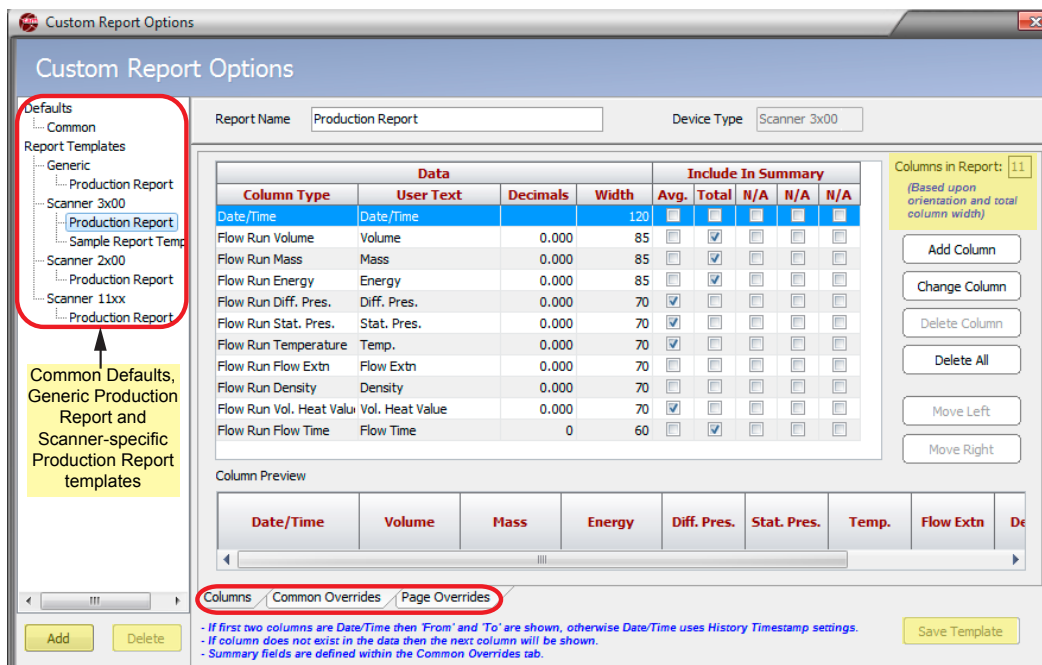 Custom Report Options
Custom Report Options
Defaults
Common
Report Templates
Generic
Production Report
Scanner 3x00
Production Report
Sample Report Temp
Scanner 2x00
Production Report
Scanner 11xx
Production Report
Common Defaults,
Generic Production
Report and
Scanner-specific
Production Report
templates
Add
Delete
Report Name Production Report Device Type Scanner 3x00
Data Include In Summary
Column Type User Text Decimals Width Avg. Total N/A N/A N/A
Date/Time Date/Time 120
Flow Run Volume Volume 0.000 85
Flow Run Mass Mass 0.000 85
Flow Run Energy Energy 0.000 85
Flow Run Diff. Pres. Diff. Pres. 0.000 70
Flow Run Stat. Pres. Stat. Pres. 0.000 70
Flow Run Temperature Temp. 0.000 70
Flow Run Flow Extn Flow Extn 0.000 70
Flow Run Density Density 0.000 70
Flow Run Vol. Heat Valu Vol. Heat Value 0.000 70
Flow Run Flow Time Flow Time 0 60
Columns in Report: 11
(Based upon
orientation and total
column width)
Add Column
Change Column
Delete Column
Delete All
Move Left
Move Right
Column Preview
Date/Time Volume Mass Energy Diff. Pres. Stat. Pres. Temp. Flow Extn De
Columns Common Overrides Page Overrides
- If first two columns are Date/Time then 'From' and 'To' are shown, otherwise Date/Time uses History Timestamp settings.
- If column does not exist in the data then the next column will be shown.
- Summary fields are defined within the Common Overrides tab.
Save Template